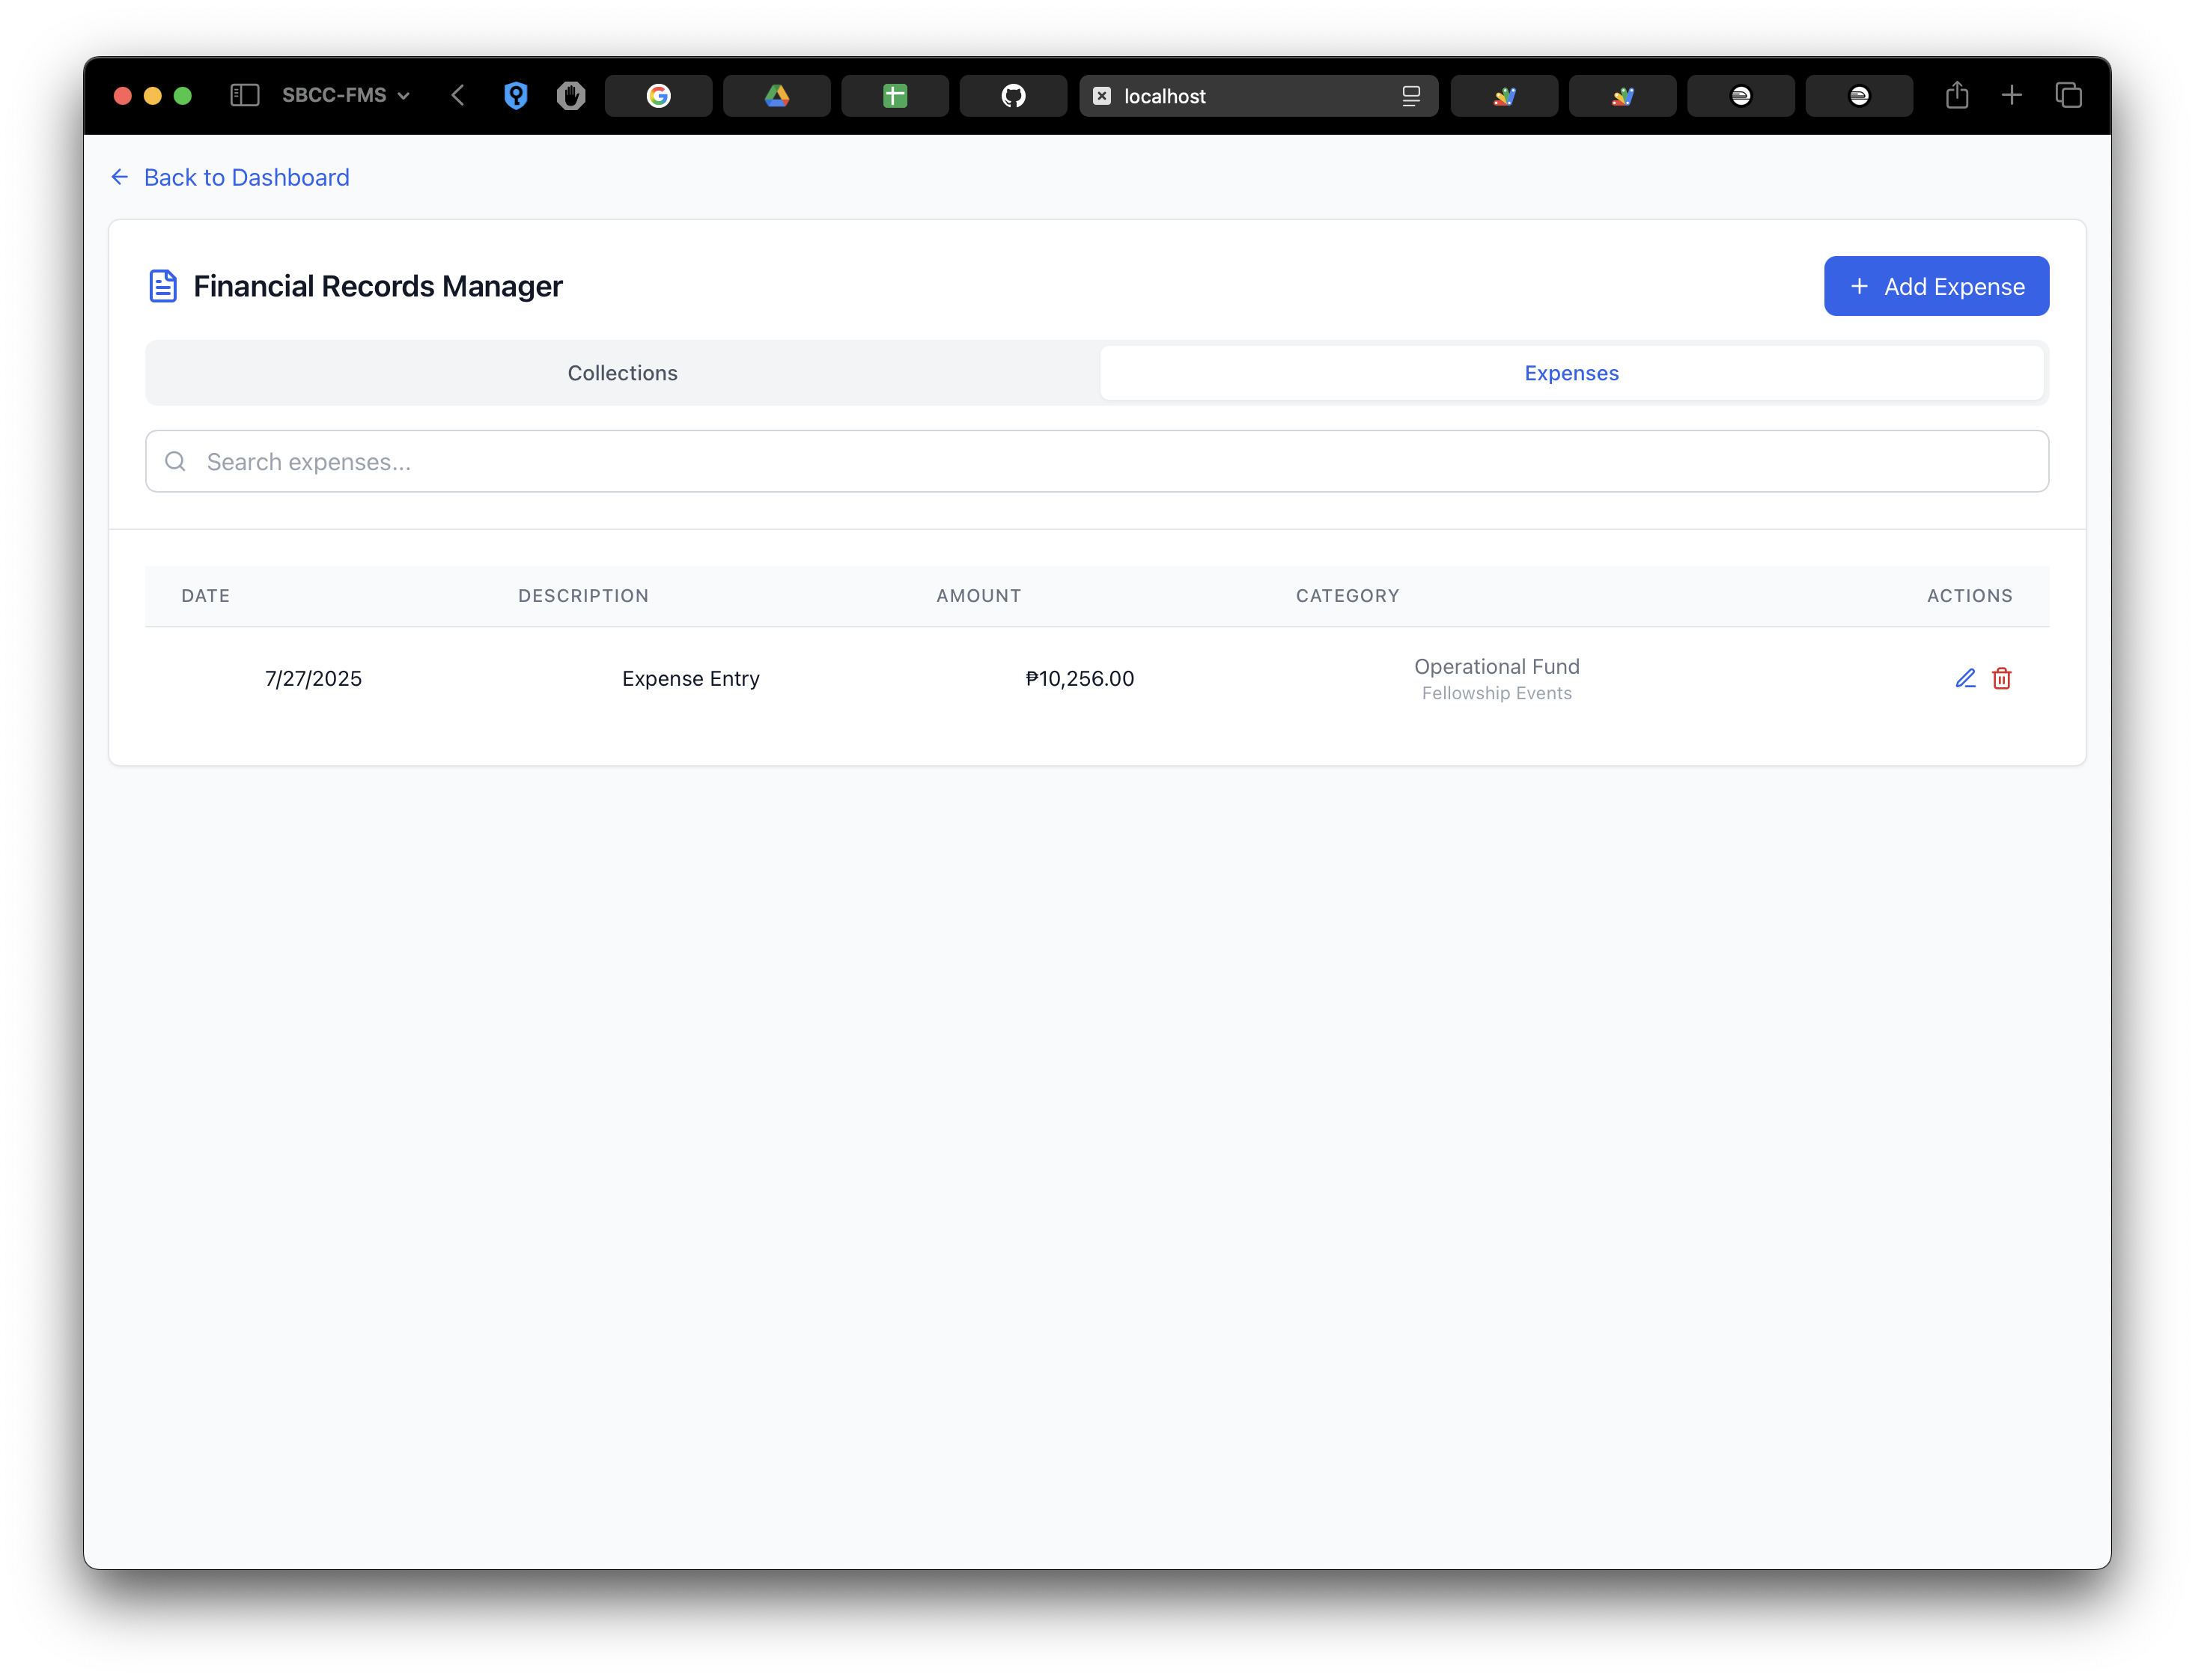 SBCC-FMS
localhost
Back to Dashboard
Financial Records Manager
Add Expense
Collections
Expenses
Search expenses...
DATE DESCRIPTION AMOUNT CATEGORY ACTIONS
7/27/2025 Expense Entry ₱10,256.00 Operational Fund
Fellowship Events